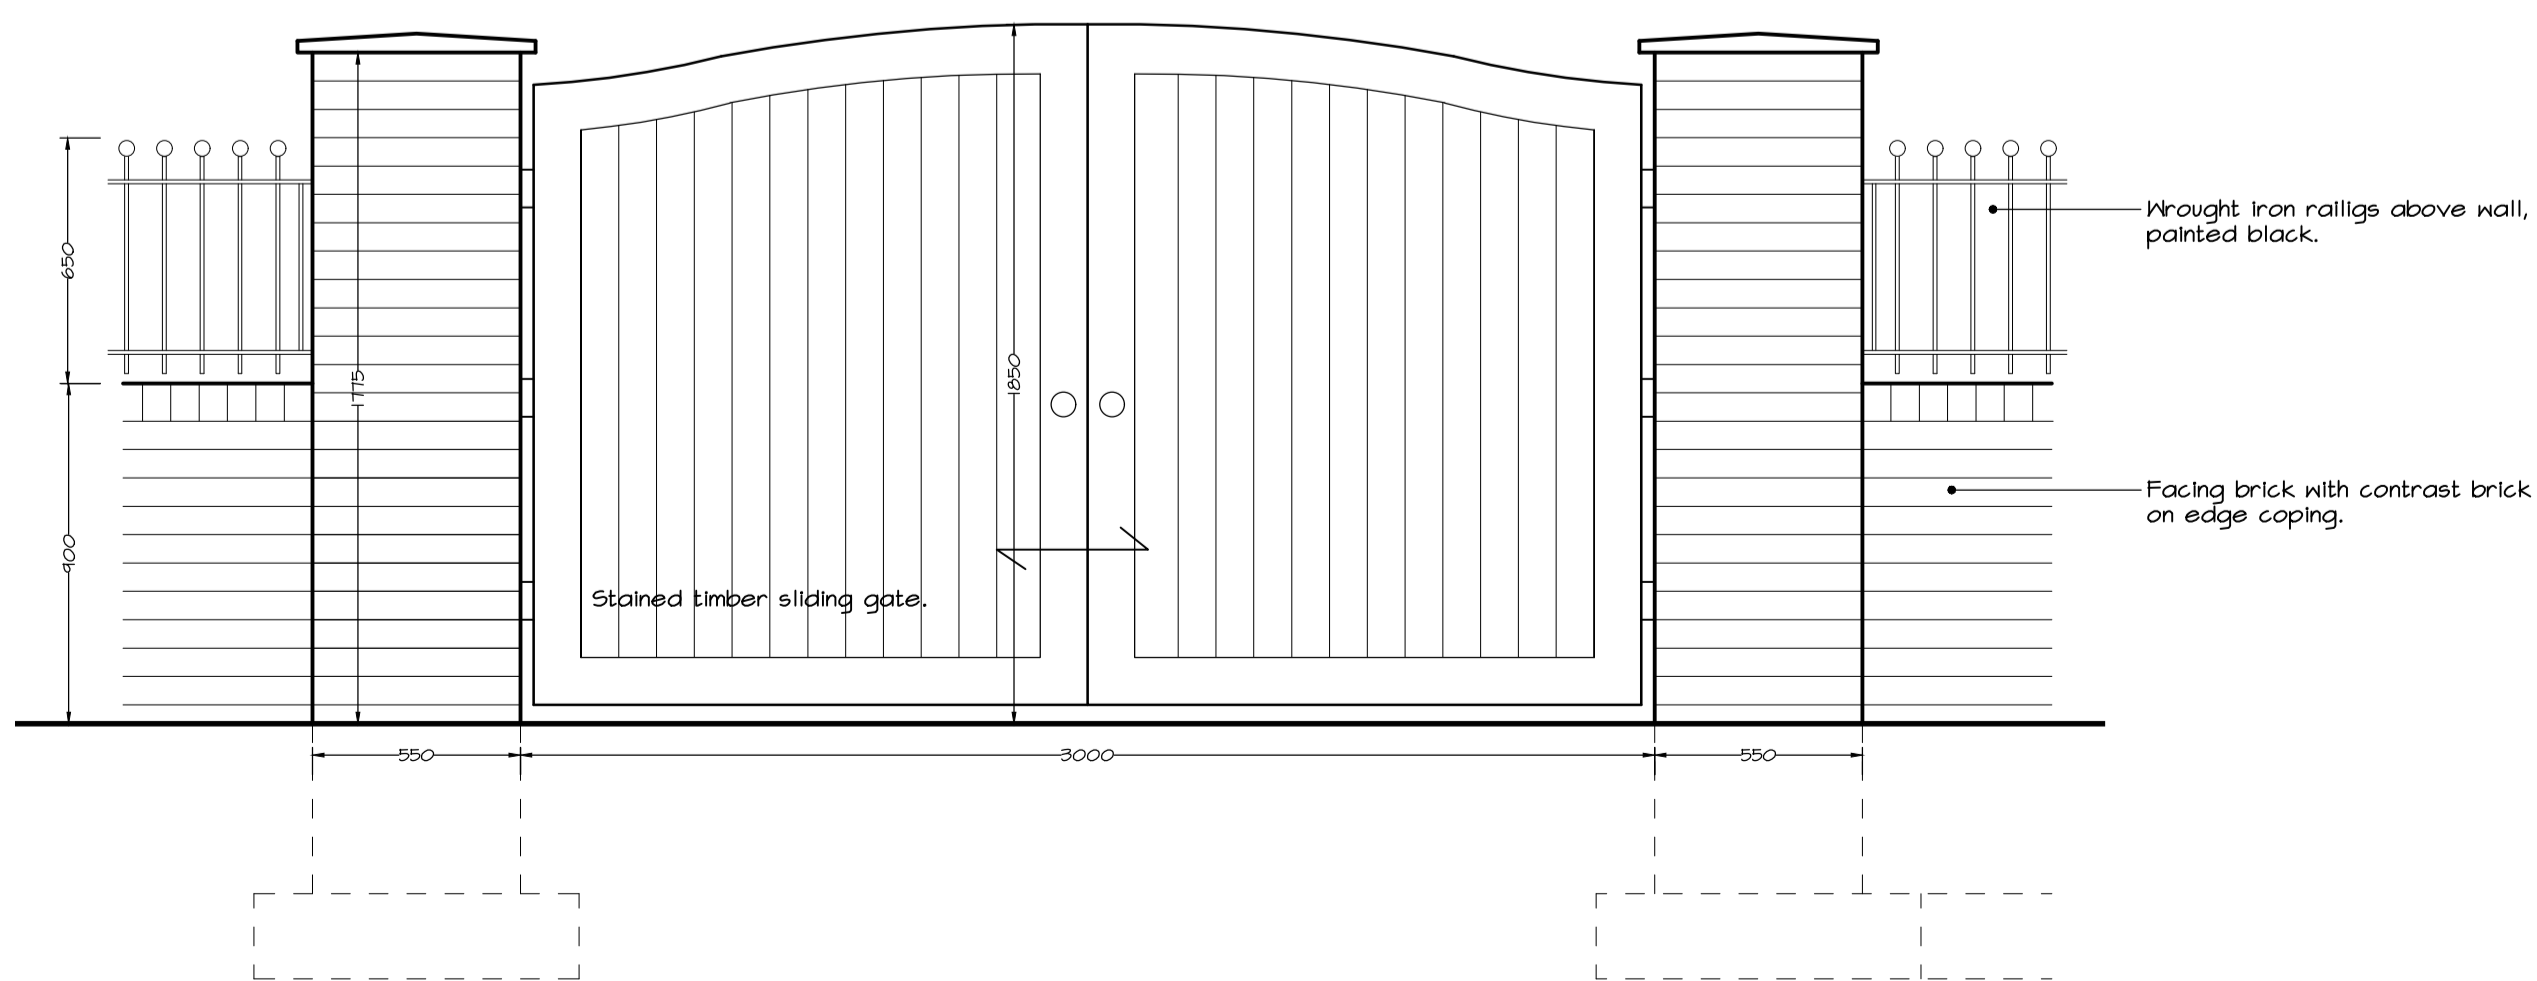 650
1775
1850
Wrought iron railigs above wall,
painted black.
900
Facing brick with contrast brick
on edge coping.
Stained timber sliding gate.
550
3000
550